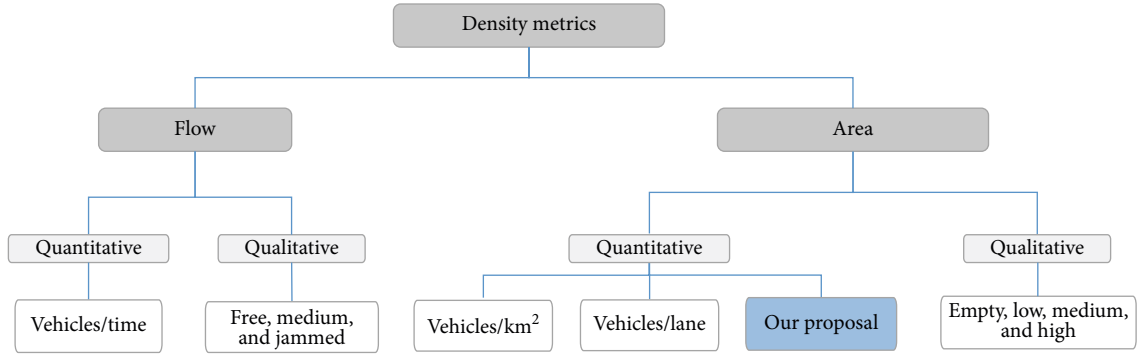 Density metrics
Flow
Area
Quantitative
Qualitative
Quantitative
Qualitative
Vehicles/time
Free, medium,
and jammed
Vehicles/km²
Vehicles/lane
Our proposal
Empty, low, medium,
and high